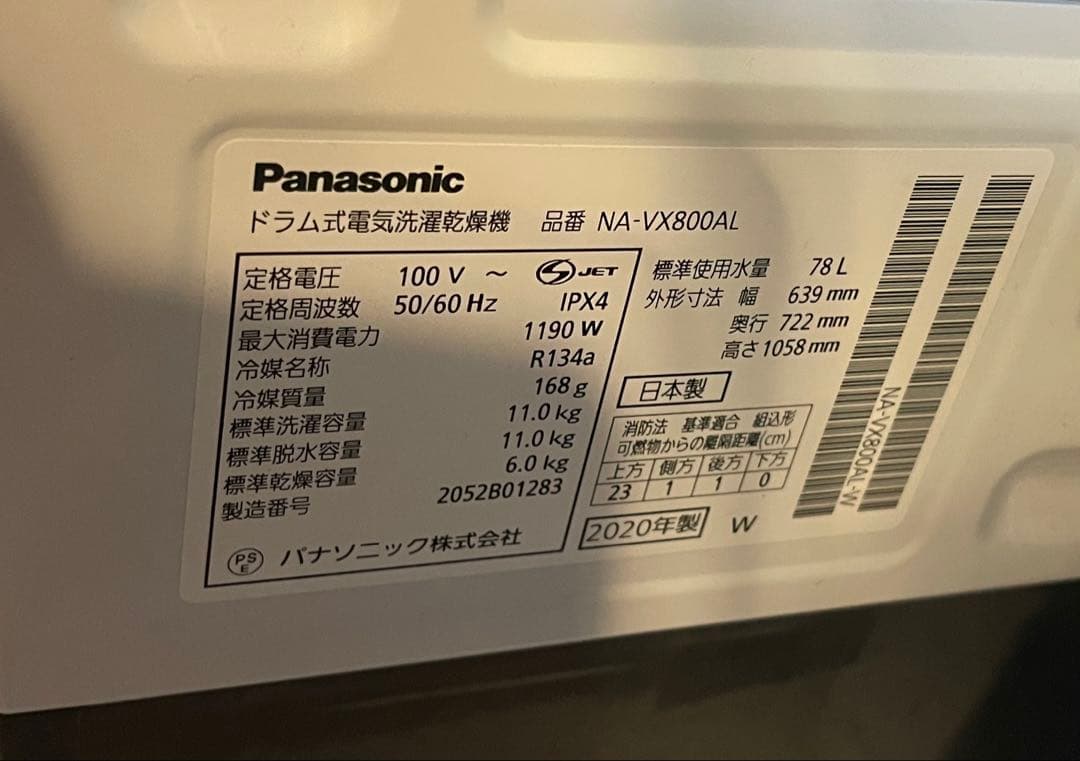 Panasonic
ドラム式電気洗濯乾燥機 品番 NA-VX800AL
定格電圧 100 V ～ S JET
定格周波数 50/60 Hz IPX4
最大消費電力 1190 W
冷媒名称 R134a
冷媒質量 168 g
標準洗濯容量 11.0 kg
標準脱水容量 11.0 kg
標準乾燥容量 6.0 kg
製造番号 2052B01283
PS E パナソニック株式会社
標準使用水量 78 L
外形寸法 幅 639 mm
奥行 722 mm
高さ 1058 mm
日本製
消防法 基準適合 組込形
可燃物からの離隔距離(cm)
上方 側方 後方 下方
23 1 1 0
2020年製 W
NA-VX800AL-W